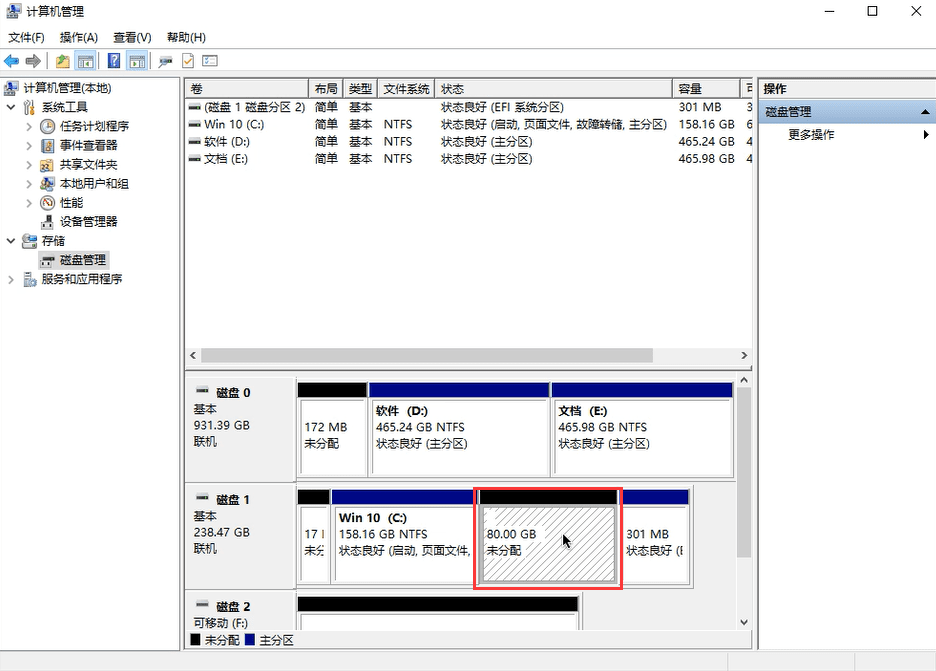 计算机管理
文件(F) 操作(A) 查看(V) 帮助(H)
计算机管理(本地)
系统工具
任务计划程序
事件查看器
共享文件夹
本地用户和组
性能
设备管理器
存储
磁盘管理
服务和应用程序
卷 布局 类型 文件系统 状态 容量
(磁盘 1 磁盘分区 2) 简单 基本 状态良好 (EFI 系统分区) 301 MB 3
Win 10 (C:) 简单 基本 NTFS 状态良好 (启动, 页面文件, 故障转储, 主分区) 158.16 GB 6
软件 (D:) 简单 基本 NTFS 状态良好 (主分区) 465.24 GB 4
文档 (E:) 简单 基本 NTFS 状态良好 (主分区) 465.98 GB 4
磁盘 0
基本
931.39 GB
联机
172 MB
未分配
软件 (D:)
465.24 GB NTFS
状态良好 (主分区)
文档 (E:)
465.98 GB NTFS
状态良好 (主分区)
磁盘 1
基本
238.47 GB
联机
17
未分
Win 10 (C:)
158.16 GB NTFS
状态良好 (启动, 页面文件,
80.00 GB
未分配
301 MB
状态良好 (E
磁盘 2
可移动 (F:)
未分配 主分区
操作
磁盘管理
更多操作